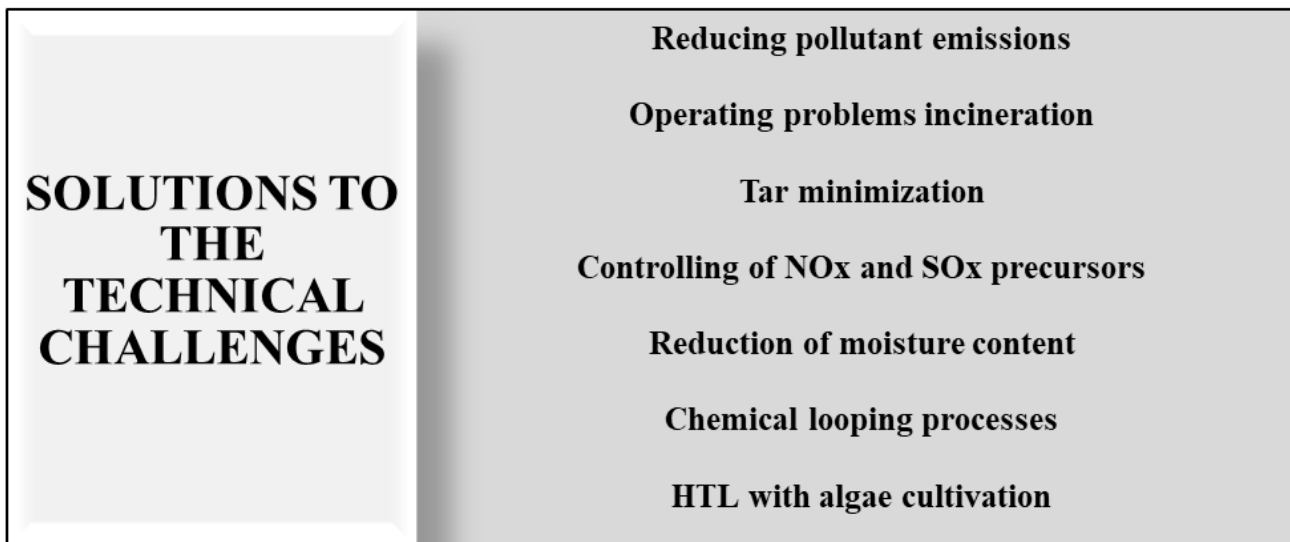 SOLUTIONS TO
THE
TECHNICAL
CHALLENGES
Reducing pollutant emissions
Operating problems incineration
Tar minimization
Controlling of NOx and SOx precursors
Reduction of moisture content
Chemical looping processes
HTL with algae cultivation